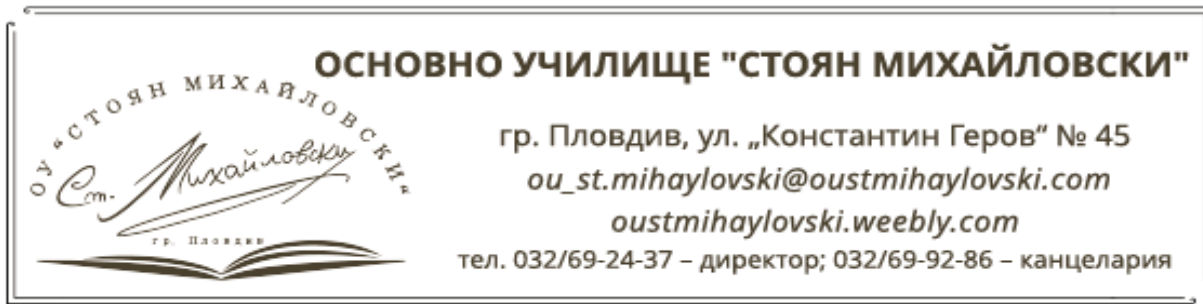 ОСНОВНО УЧИЛИЩЕ "СТОЯН МИХАЙЛОВСКИ"
ОУ "СТОЯН МИХАЙЛОВСКИ"
Ст. Михайловски
гр. Пловдив
гр. Пловдив, ул. „Константин Геров“ № 45
ou_st.mihaylovski@oustmihaylovski.com
oustmihaylovski.weebly.com
тел. 032/69-24-37 – директор; 032/69-92-86 – канцелария